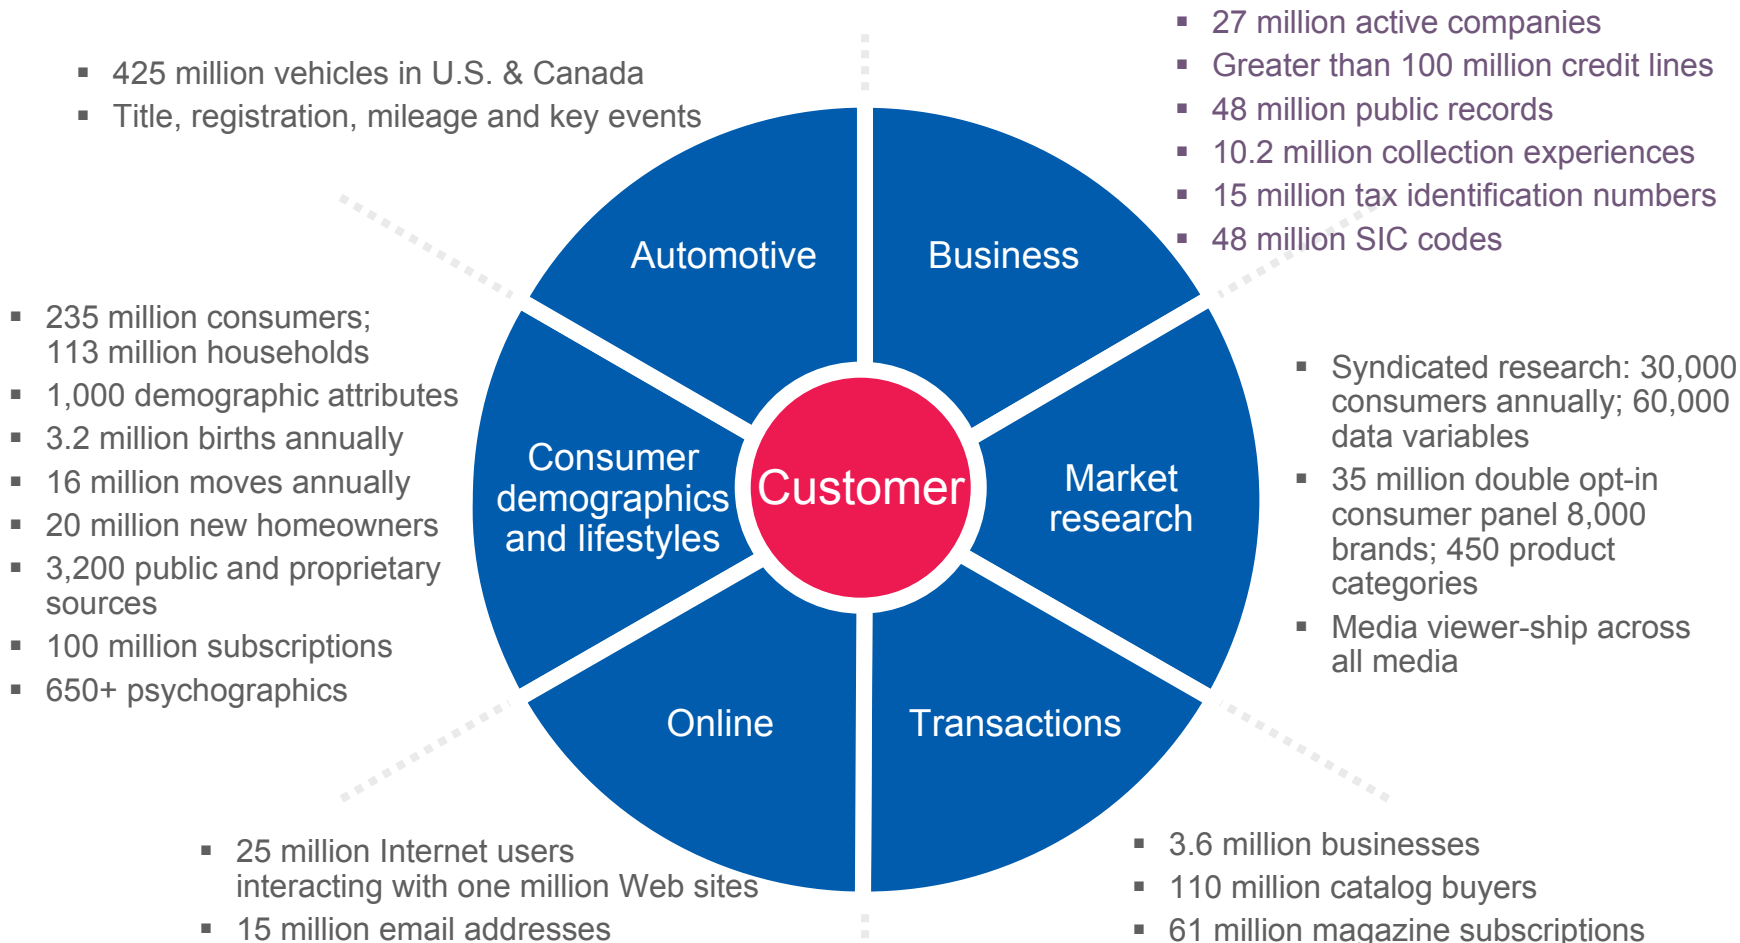 ▪ 425 million vehicles in U.S. & Canada
▪ Title, registration, mileage and key events
▪ 27 million active companies
▪ Greater than 100 million credit lines
▪ 48 million public records
▪ 10.2 million collection experiences
▪ 15 million tax identification numbers
▪ 48 million SIC codes
Automotive
Business
▪ 235 million consumers;
113 million households
▪ 1,000 demographic attributes
▪ 3.2 million births annually
▪ 16 million moves annually
▪ 20 million new homeowners
▪ 3,200 public and proprietary
sources
▪ 100 million subscriptions
▪ 650+ psychographics
Consumer
demographics
and lifestyles
Customer
Market
research
▪ Syndicated research: 30,000
consumers annually; 60,000
data variables
▪ 35 million double opt-in
consumer panel 8,000
brands; 450 product
categories
▪ Media viewer-ship across
all media
Online
Transactions
▪ 25 million Internet users
interacting with one million Web sites
▪ 15 million email addresses
▪ 3.6 million businesses
▪ 110 million catalog buyers
▪ 61 million magazine subscriptions